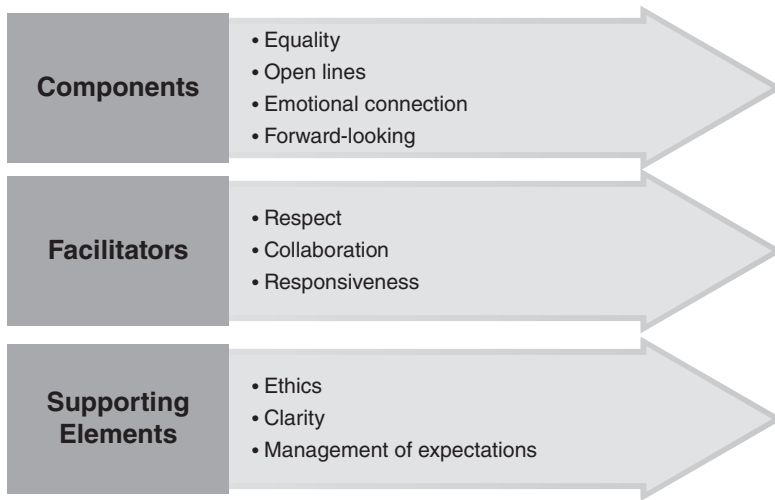 Components
• Equality
• Open lines
• Emotional connection
• Forward-looking
Facilitators
• Respect
• Collaboration
• Responsiveness
Supporting
Elements
• Ethics
• Clarity
• Management of expectations